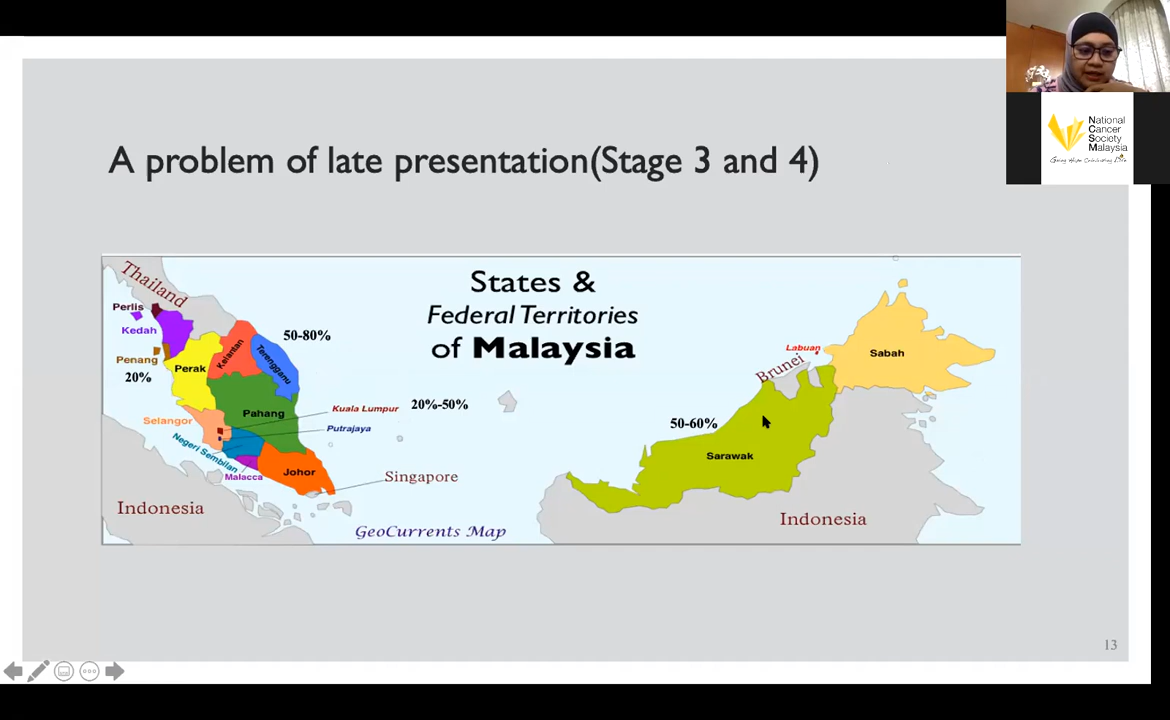 National
Cancer
Society
Malaysia
A problem of late presentation(Stage 3 and 4)
States &
Federal Territories
of Malaysia
Thailand
Perlis
Kedah
Penang
20%
Perak
Kelantan
Terengganu
50-80%
Pahang
Kuala Lumpur
20%-50%
Selangor
Putrajaya
Negeri Sembilan
Malacca
Johor
Singapore
Indonesia
GeoCurrents Map
Labuan
Brunei
Sabah
50-60%
Sarawak
Indonesia
13